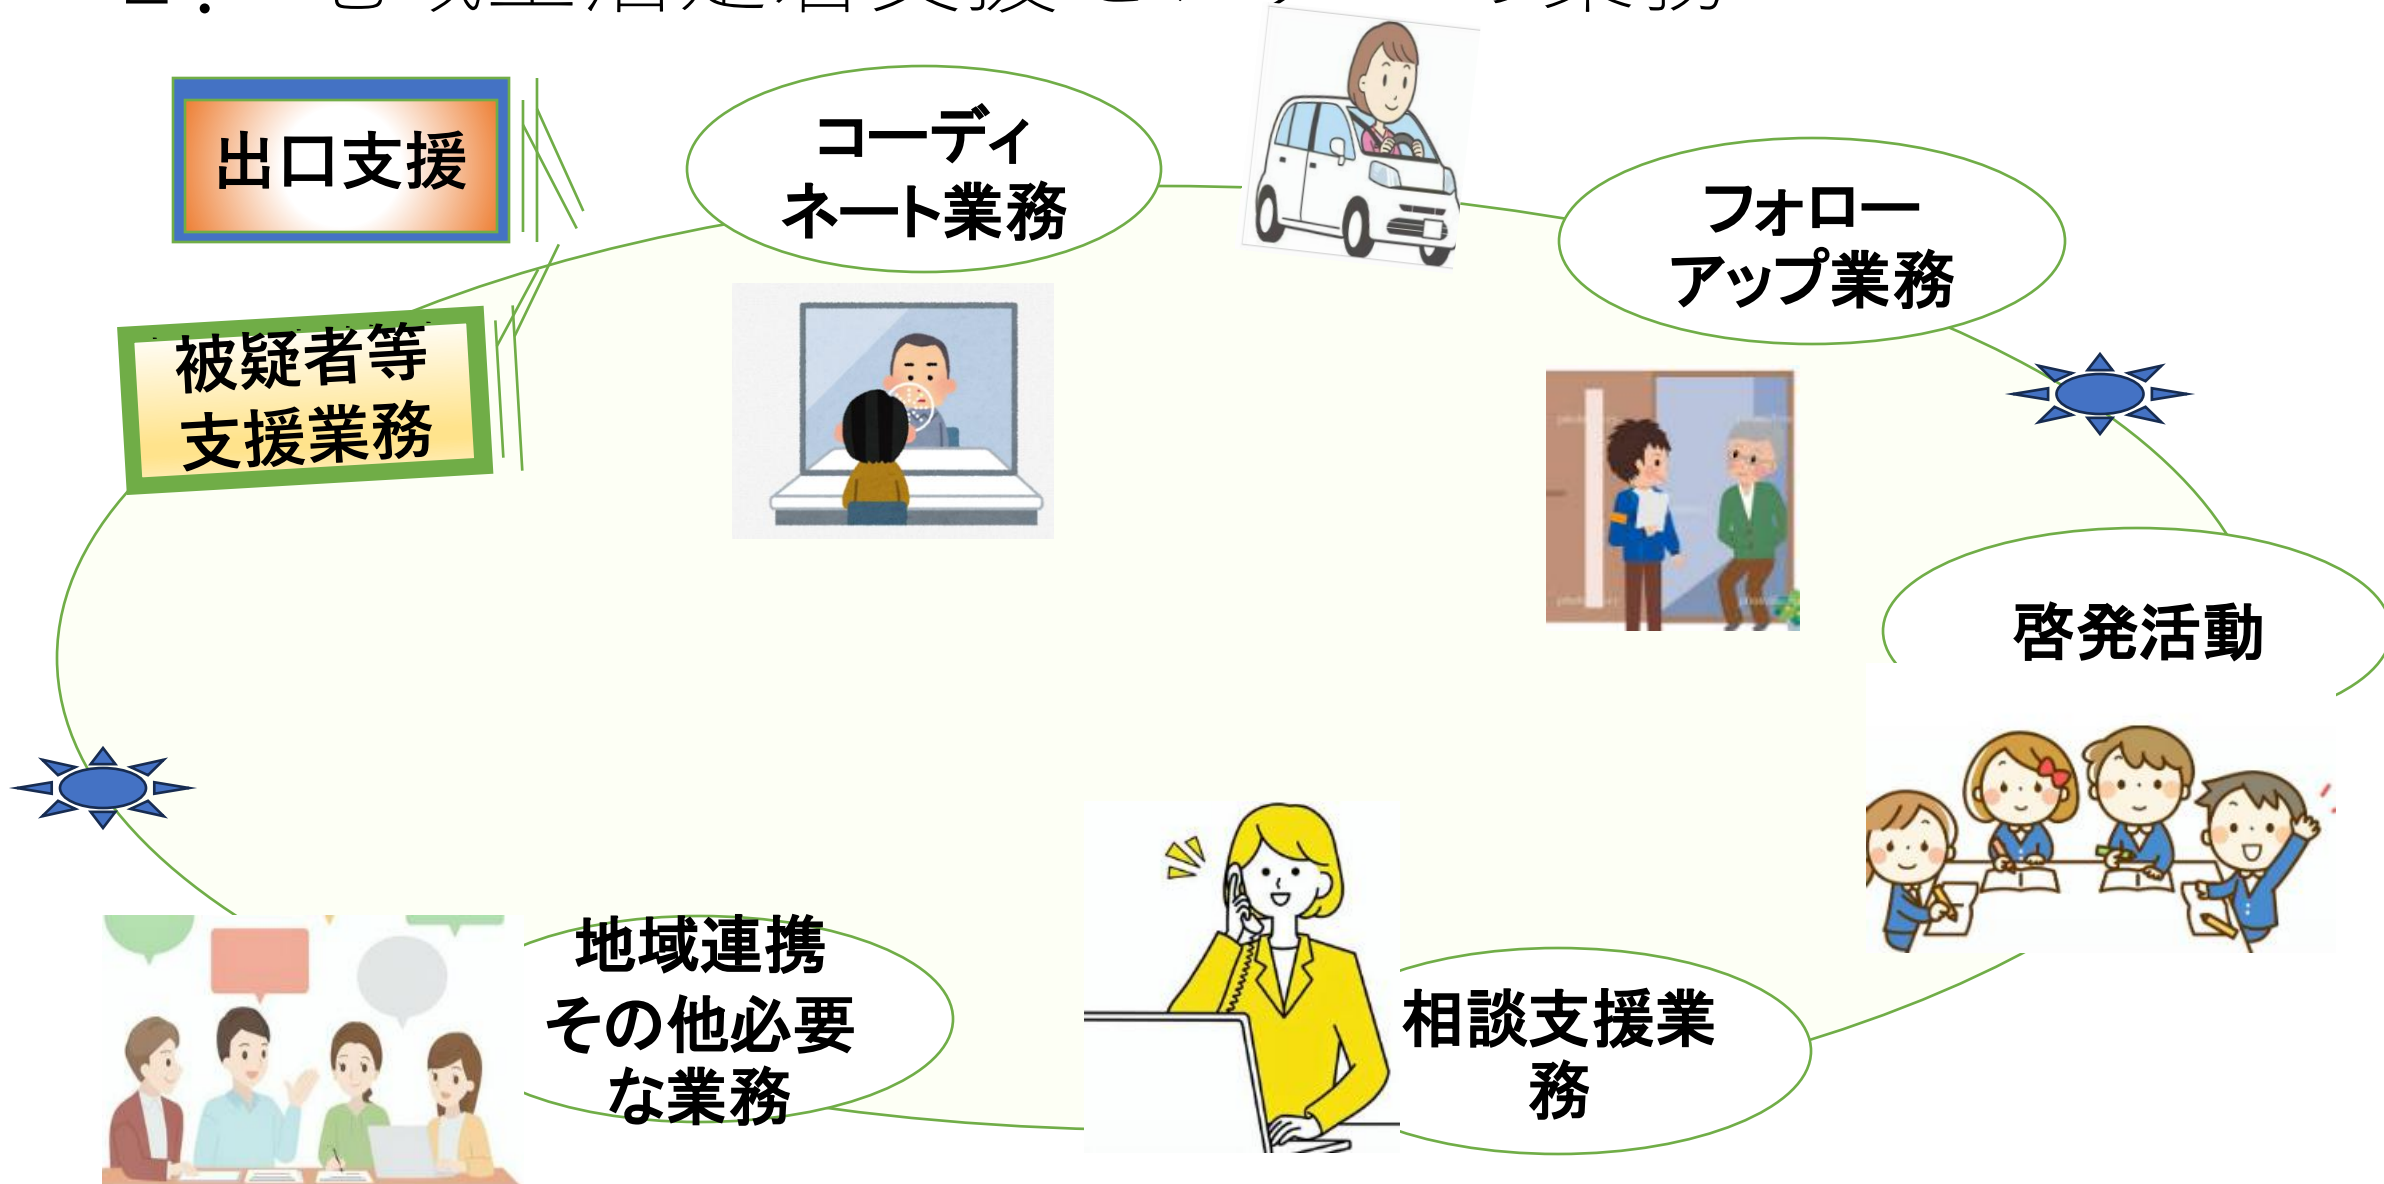 出口支援
コーディ
ネート業務
フォロー
アップ業務
被疑者等
支援業務
啓発活動
地域連携
その他必要
な業務
相談支援業
務